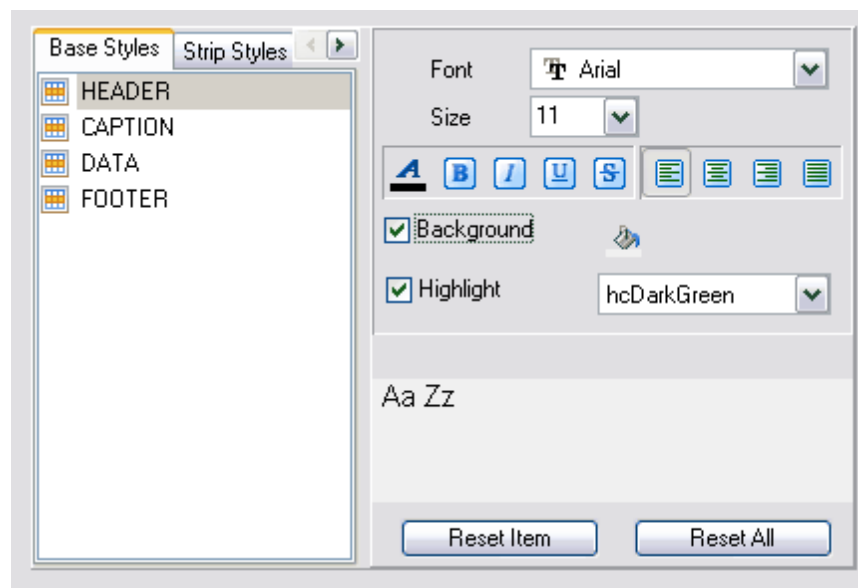 Base Styles
Strip Styles
HEADER
CAPTION
DATA
FOOTER
Font
Arial
Size
11
A B I U S
Background
Highlight
hcDarkGreen
Aa Zz
Reset Item
Reset All